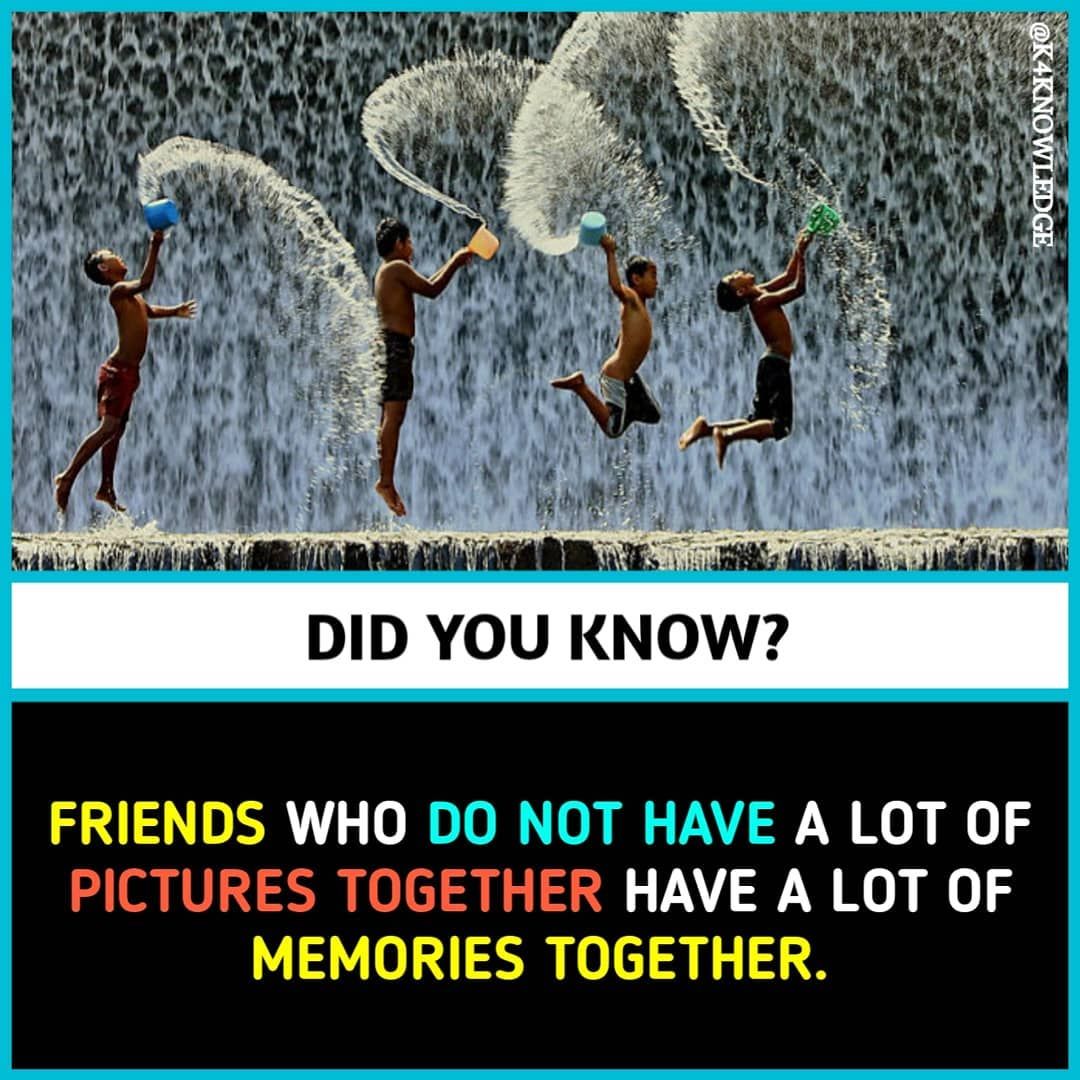 @K4KNOWLEDGE
DID YOU KNOW?
FRIENDS WHO DO NOT HAVE A LOT OF
PICTURES TOGETHER HAVE A LOT OF
MEMORIES TOGETHER.